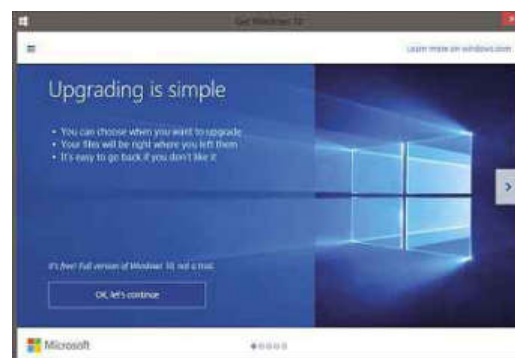 Get Windows 10
Learn more on windows.com
Upgrading is simple
• You can choose when you want to upgrade
• Your files will be right where you left them
• It's easy to go back if you don't like it
It's free! Full version of Windows 10, not a trial.
OK, let's continue
Microsoft